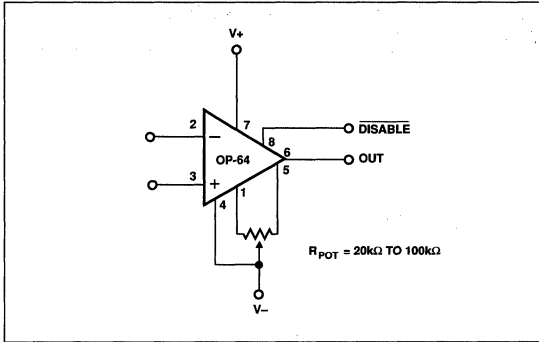 V+
2
7
DISABLE
−
8
6
OP-64
OUT
5
3
+
1
4
R_POT = 20kΩ TO 100kΩ
V−